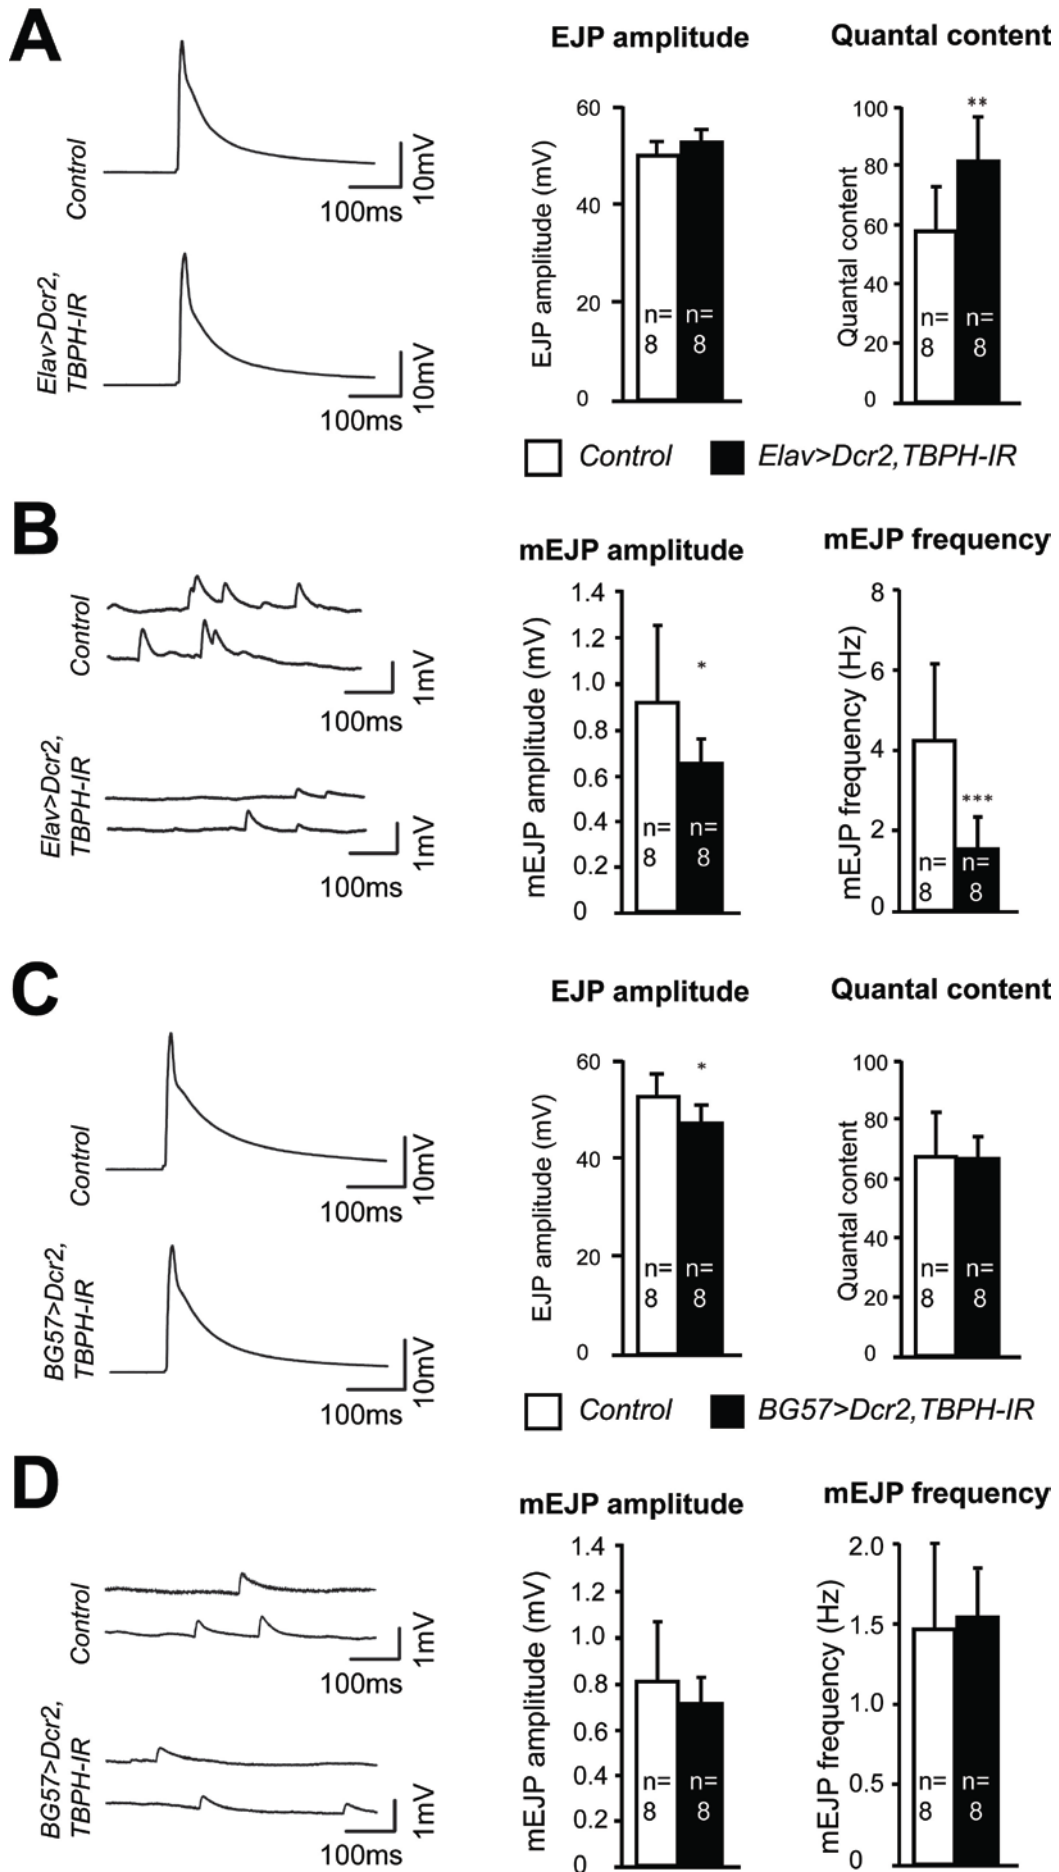 A
EJP amplitude
Quantal content
Control
10mV
100ms
Elav>Dcr2,
TBPH-IR
10mV
100ms
EJP amplitude (mV)
60
40
20
0
n=
8
n=
8
Quantal content
100
80
60
40
20
0
**
n=
8
n=
8
Control
Elav>Dcr2,TBPH-IR
B
mEJP amplitude
mEJP frequency
Control
1mV
100ms
Elav>Dcr2,
TBPH-IR
1mV
100ms
mEJP amplitude (mV)
1.4
1.2
1.0
0.8
0.6
0.4
0.2
0
*
n=
8
n=
8
mEJP frequency (Hz)
8
6
4
2
0
***
n=
8
n=
8
C
EJP amplitude
Quantal content
Control
10mV
100ms
BG57>Dcr2,
TBPH-IR
10mV
100ms
EJP amplitude (mV)
60
40
20
0
*
n=
8
n=
8
Quantal content
100
80
60
40
20
0
n=
8
n=
8
Control
BG57>Dcr2,TBPH-IR
D
mEJP amplitude
mEJP frequency
Control
1mV
100ms
BG57>Dcr2,
TBPH-IR
1mV
100ms
mEJP amplitude (mV)
1.4
1.2
1.0
0.8
0.6
0.4
0.2
0
n=
8
n=
8
mEJP frequency (Hz)
2.0
1.5
1.0
0.5
0
n=
8
n=
8